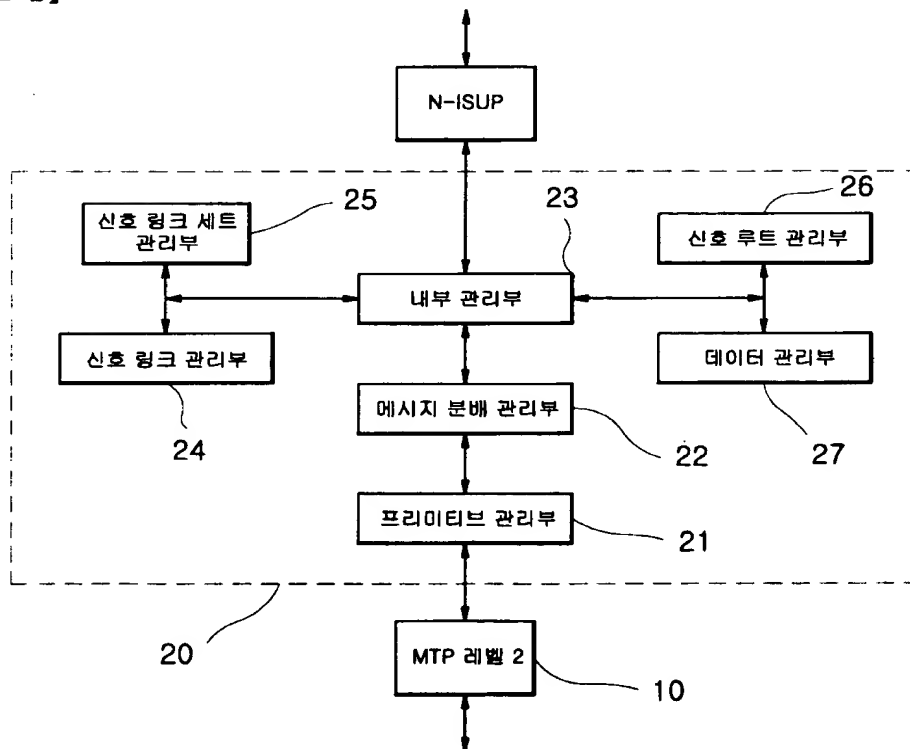 N-ISUP
25
23
26
신호 링크 세트
관리부
신호 루트 관리부
내부 관리부
신호 링크 관리부
데이터 관리부
24
메시지 분배 관리부
22
27
프리미티브 관리부
21
20
MTP 레벨 2
10